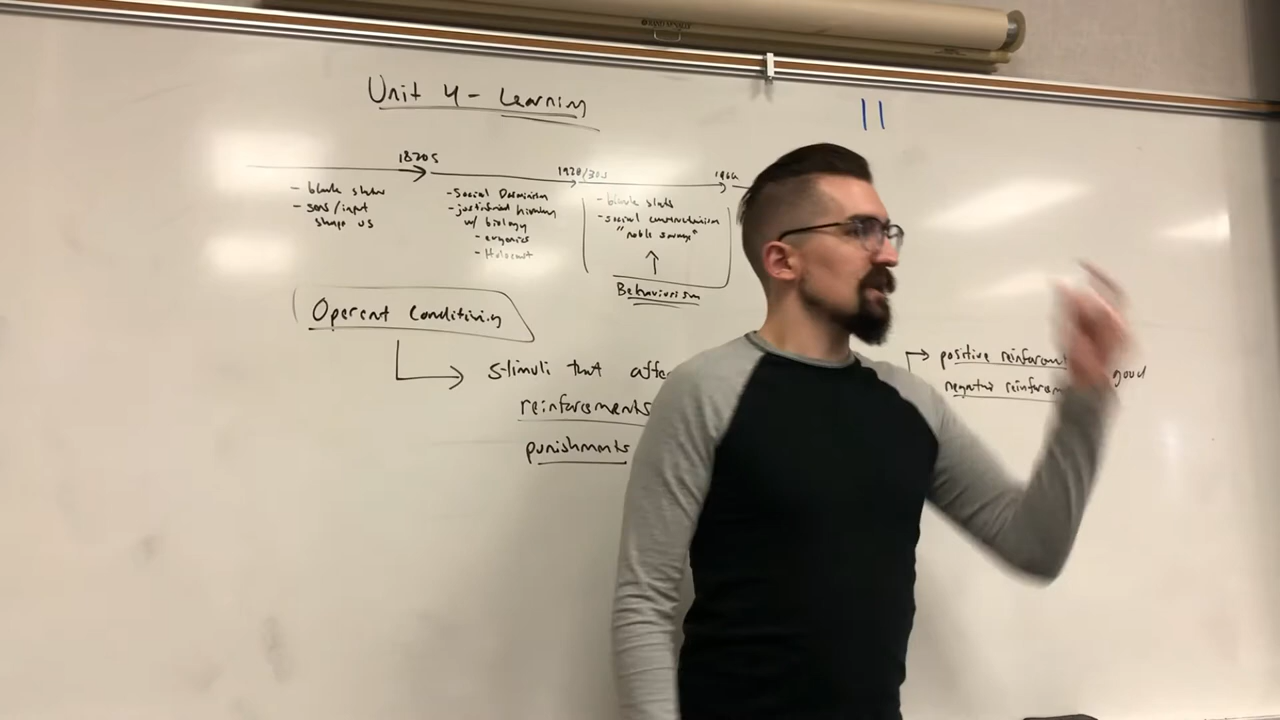 Unit 4 - Learning
11
1870s
1920/30s
1960
- blank slate
- sens/input
shape us
- Social Darwinism
- justified hierarchy
w/ biology
- eugenics
- Holocaust
- blank slate
- social constructivism
"noble savage"
Behaviorism
Operant Conditioning
stimuli that affe
reinforcements
punishments
positive reinforcem
negative reinforcem
good